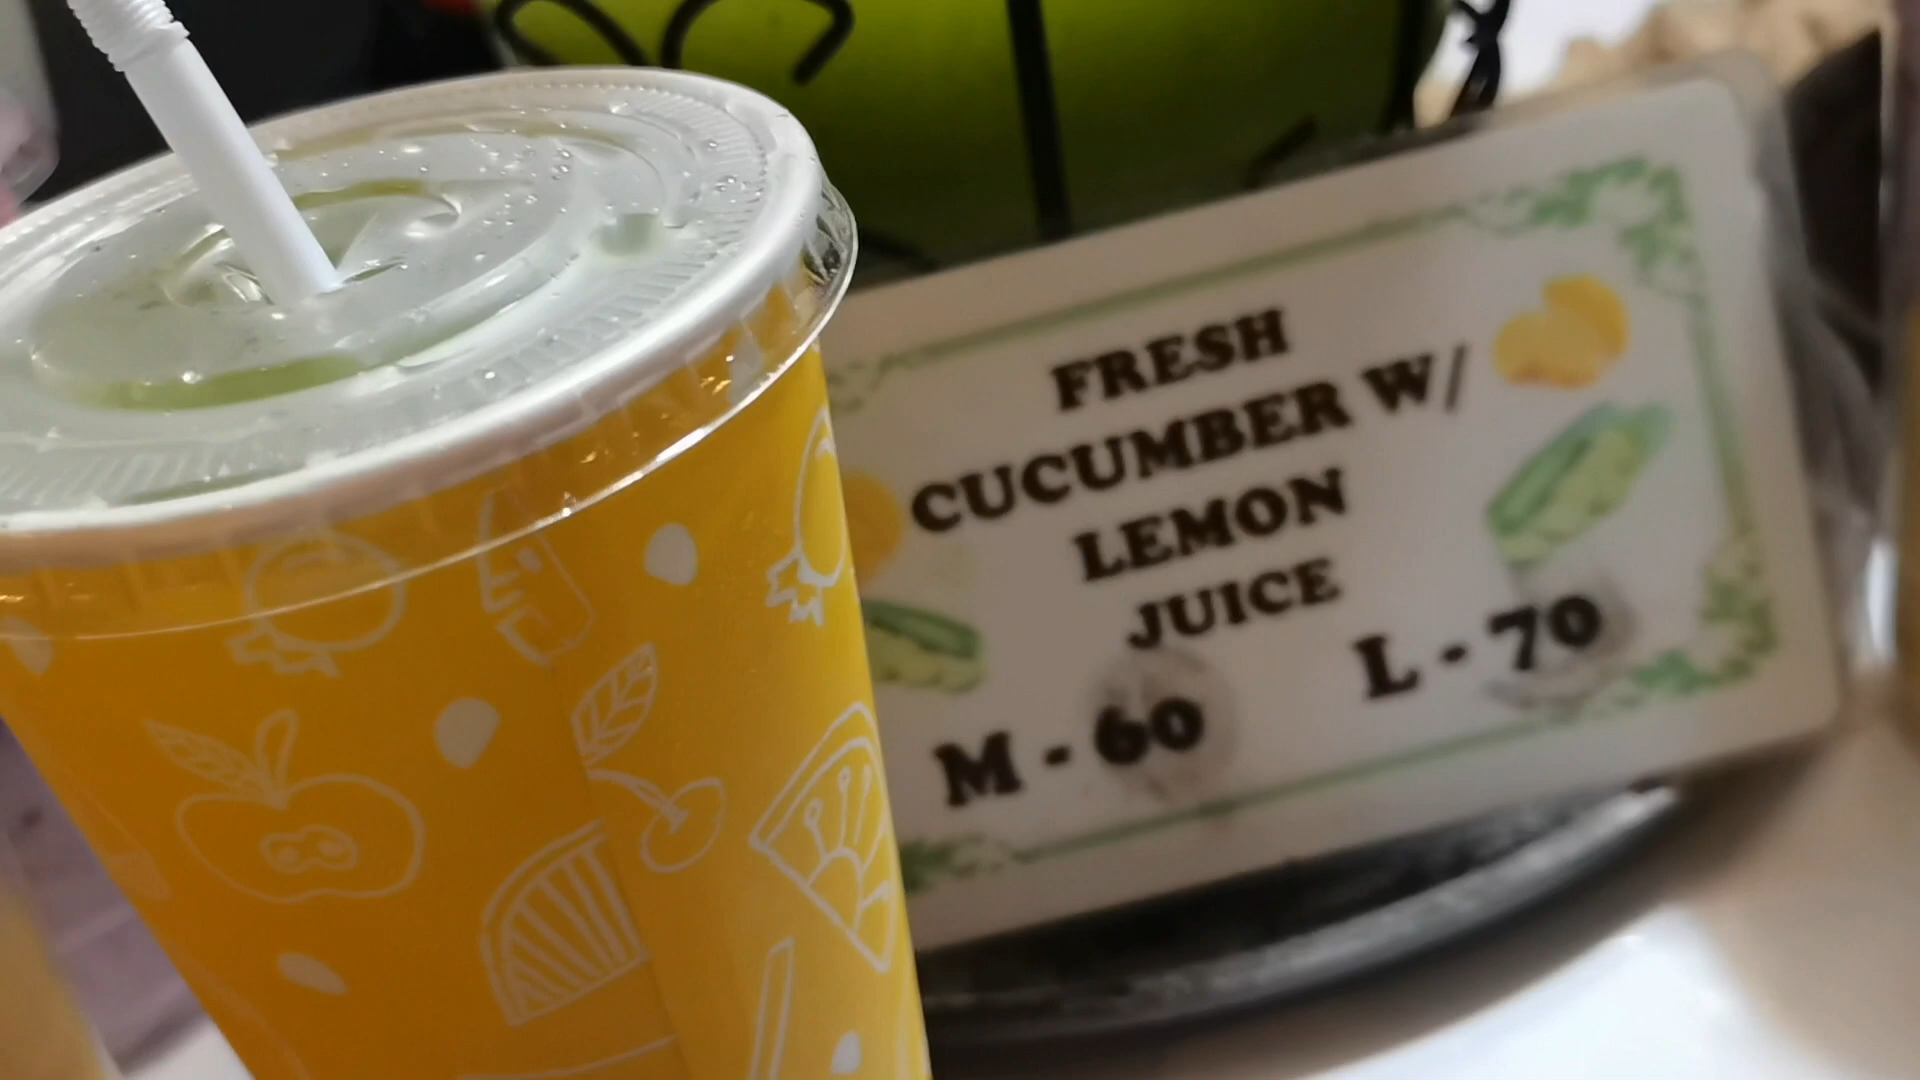 FRESH
CUCUMBER W/
LEMON
JUICE
M - 60 L - 70